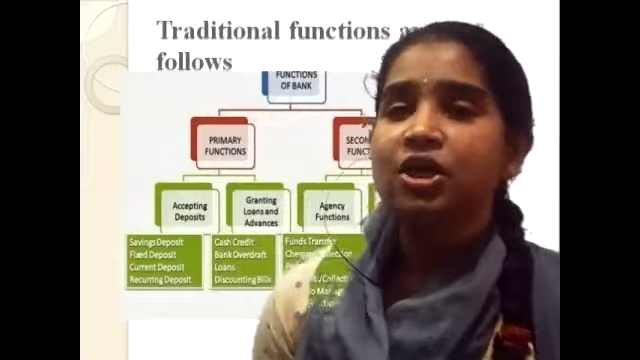 Traditional functions
follows
FUNCTIONS
OF BANK
PRIMARY
FUNCTIONS
Accepting
Deposits
Granting
Loans and
Advances
Agency
Functions
Savings Deposit
Fixed Deposit
Current Deposit
Recurring Deposit
Cash Credit
Bank Overdraft
Loans
Discounting Bills
Funds Transfer